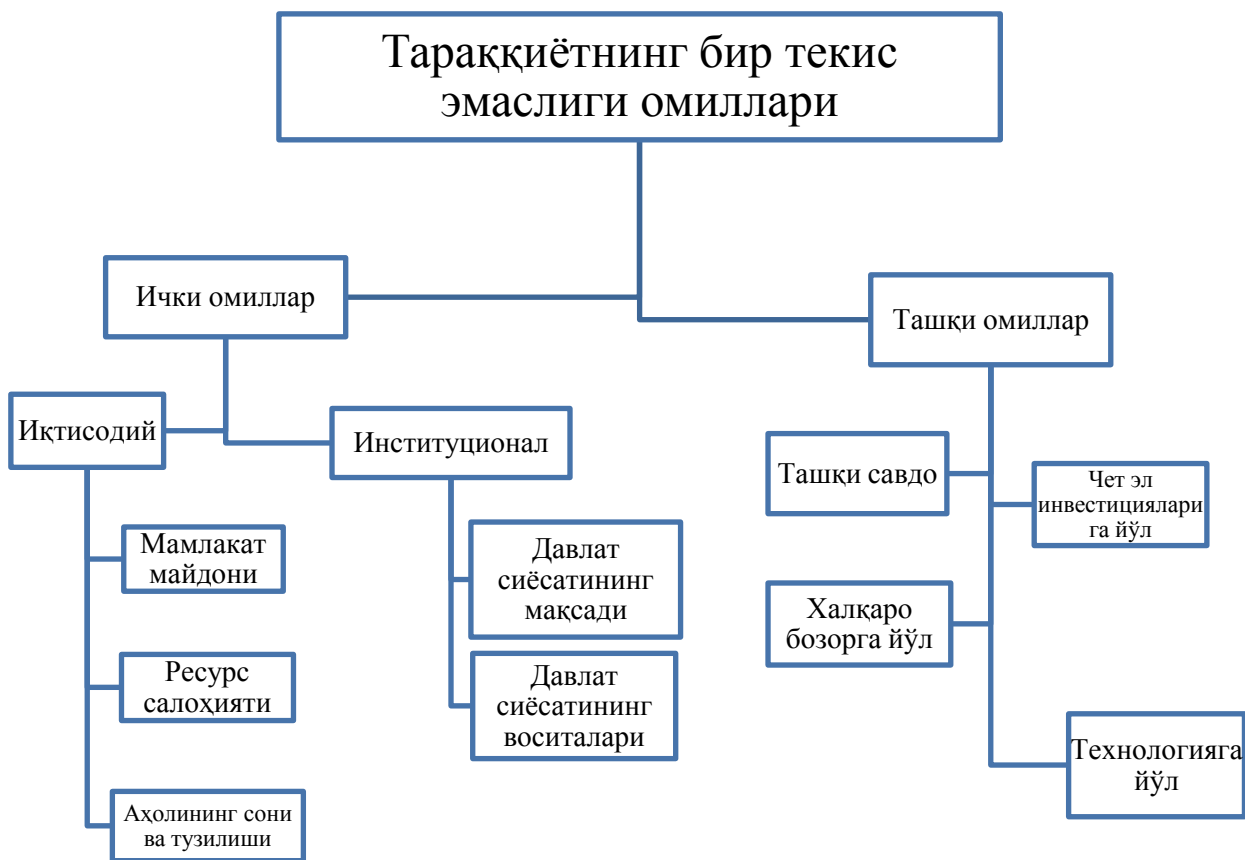 Тараққиётнинг бир текис
эмаслиги омиллари
Ички омиллар
Ташқи омиллар
Иқтисодий
Институционал
Мамлакат
майдони
Ресурс
салоҳияти
Аҳолининг сони
ва тузилиши
Давлат
сиёсатининг
мақсади
Давлат
сиёсатининг
воситалари
Ташқи савдо
Чет эл
инвестициялари
га йўл
Халқаро
бозорга йўл
Технологияга
йўл